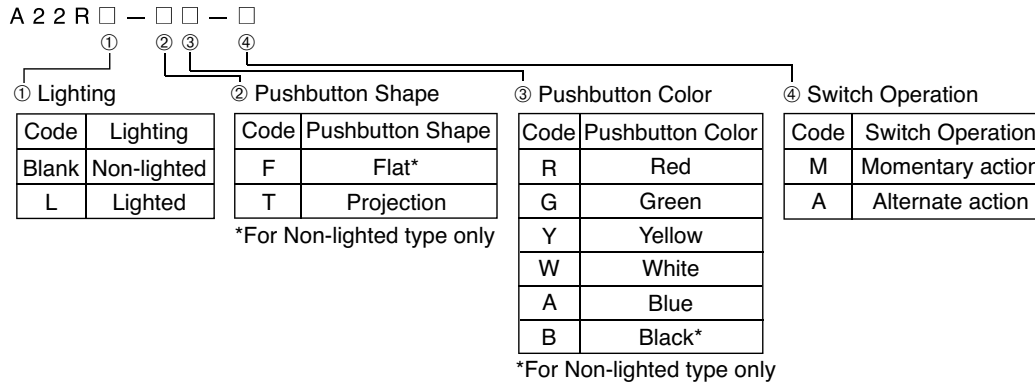 A 2 2 R □ — □ □ — □
① ② ③ ④
① Lighting
Code Lighting
Blank Non-lighted
L Lighted
② Pushbutton Shape
Code Pushbutton Shape
F Flat*
T Projection
*For Non-lighted type only
③ Pushbutton Color
Code Pushbutton Color
R Red
G Green
Y Yellow
W White
A Blue
B Black*
*For Non-lighted type only
④ Switch Operation
Code Switch Operation
M Momentary action
A Alternate action